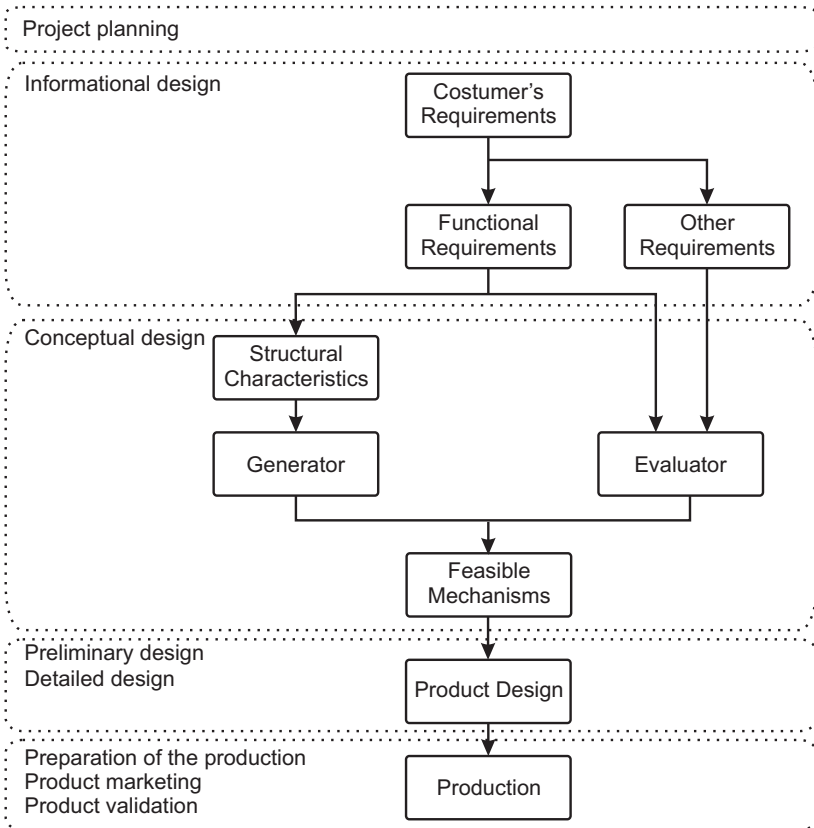 Project planning
Informational design
Costumer's
Requirements
Functional
Requirements
Other
Requirements
Conceptual design
Structural
Characteristics
Generator
Evaluator
Feasible
Mechanisms
Preliminary design
Detailed design
Product Design
Preparation of the production
Product marketing
Product validation
Production